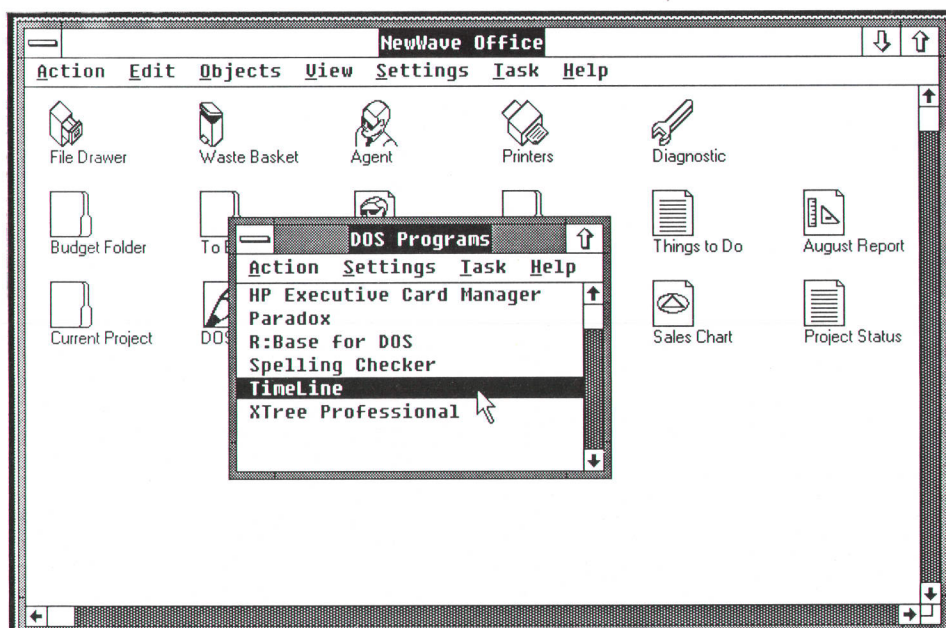 NewWave Office
Action Edit Objects View Settings Task Help
File Drawer Waste Basket Agent Printers Diagnostic
Budget Folder Things to Do August Report
Current Project Sales Chart Project Status
DOS Programs
Action Settings Task Help
HP Executive Card Manager
Paradox
R:Base for DOS
Spelling Checker
TimeLine
XTree Professional